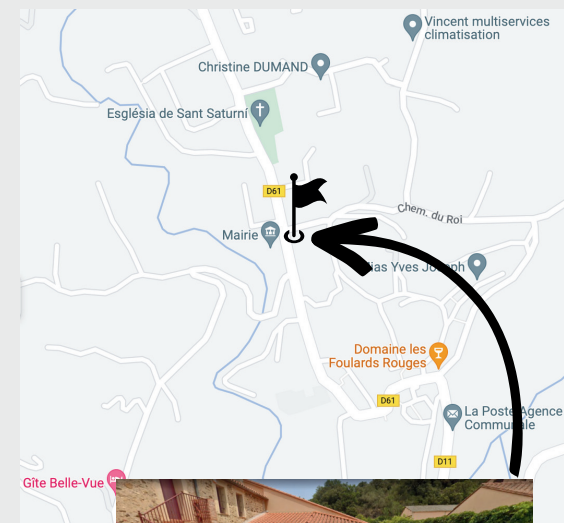 Vincent multiservices
climatisation
Christine DUMAND
Església de Sant Saturní
D61
Chem. du Roi
Mairie
Yves
Domaine les
Foulards Rouges
D61
La Poste Agence
Communale
D11
Gîte Belle-Vue